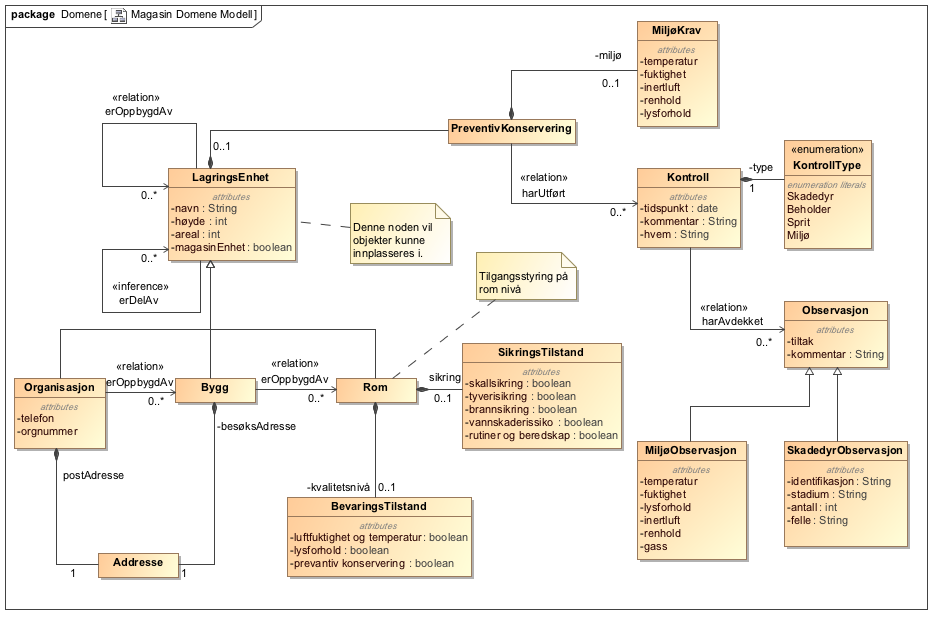 package Domene [ Magasin Domene Modell ]
MiljøKrav
attributes
-temperatur
-fuktighet
-inertluft
-renhold
-lysforhold
-miljø
0..1
«relation»
erOppbygdAv
0..*
0..1
PreventivKonservering
«relation»
harUtført
0..*
LagringsEnhet
attributes
-navn : String
-høyde : int
-areal : int
-magasinEnhet : boolean
0..*
«inference»
erDelAv
Denne noden vil
objekter kunne
innplasseres i.
Kontroll
attributes
-tidspunkt : date
-kommentar : String
-hvem : String
-type
1
«enumeration»
KontrollType
enumeration literals
Skadedyr
Beholder
Sprit
Miljø
Tilgangsstyring på
rom nivå
«relation»
harAvdekket
0..*
Observasjon
attributes
-tiltak
-kommentar : String
Organisasjon
attributes
-telefon
-orgnummer
«relation»
erOppbygdAv
0..*
Bygg
«relation»
erOppbygdAv
0..*
Rom
sikring
0..1
SikringsTilstand
attributes
-skallsikring : boolean
-tyverisikring : boolean
-brannsikring : boolean
-vannskaderissiko : boolean
-rutiner og beredskap : boolean
-besøksAdresse
postAdresse
-kvalitetsnivå
0..1
BevaringsTilstand
attributes
-luftfuktighet og temperatur : boolean
-lysforhold : boolean
-prevantiv konservering : boolean
MiljøObservasjon
attributes
-temperatur
-fuktighet
-lysforhold
-inertluft
-renhold
-gass
SkadedyrObservasjon
attributes
-identifikasjon : String
-stadium : String
-antall : int
-felle : String
Addresse
1
1